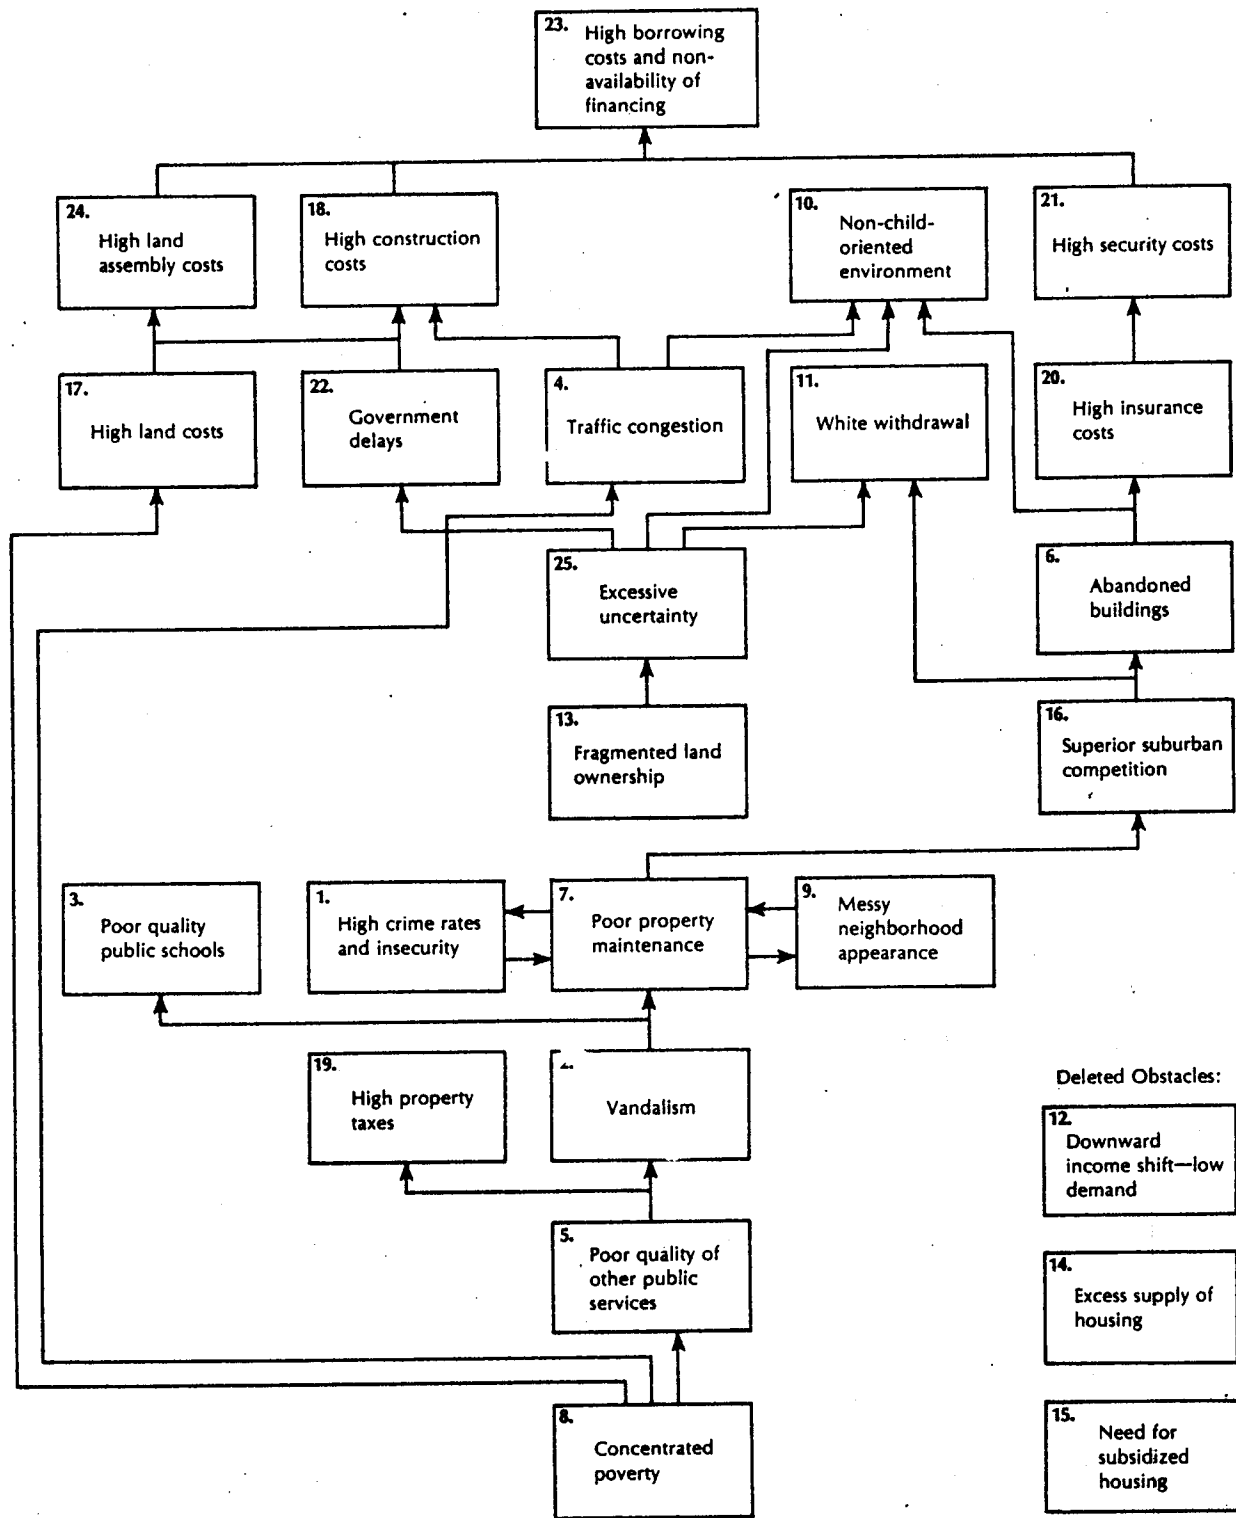 23.
High borrowing
costs and non-
availability of
financing
24.
High land
assembly costs
18.
High construction
costs
10.
Non-child-
oriented
environment
21.
High security costs
17.
High land costs
22.
Government
delays
4.
Traffic congestion
11.
White withdrawal
20.
High insurance
costs
25.
Excessive
uncertainty
6.
Abandoned
buildings
13.
Fragmented land
ownership
16.
Superior suburban
competition
3.
Poor quality
public schools
1.
High crime rates
and insecurity
7.
Poor property
maintenance
9.
Messy
neighborhood
appearance
19.
High property
taxes
Vandalism
5.
Poor quality of
other public
services
8.
Concentrated
poverty
Deleted Obstacles:
12.
Downward
income shift—low
demand
14.
Excess supply of
housing
15.
Need for
subsidized
housing